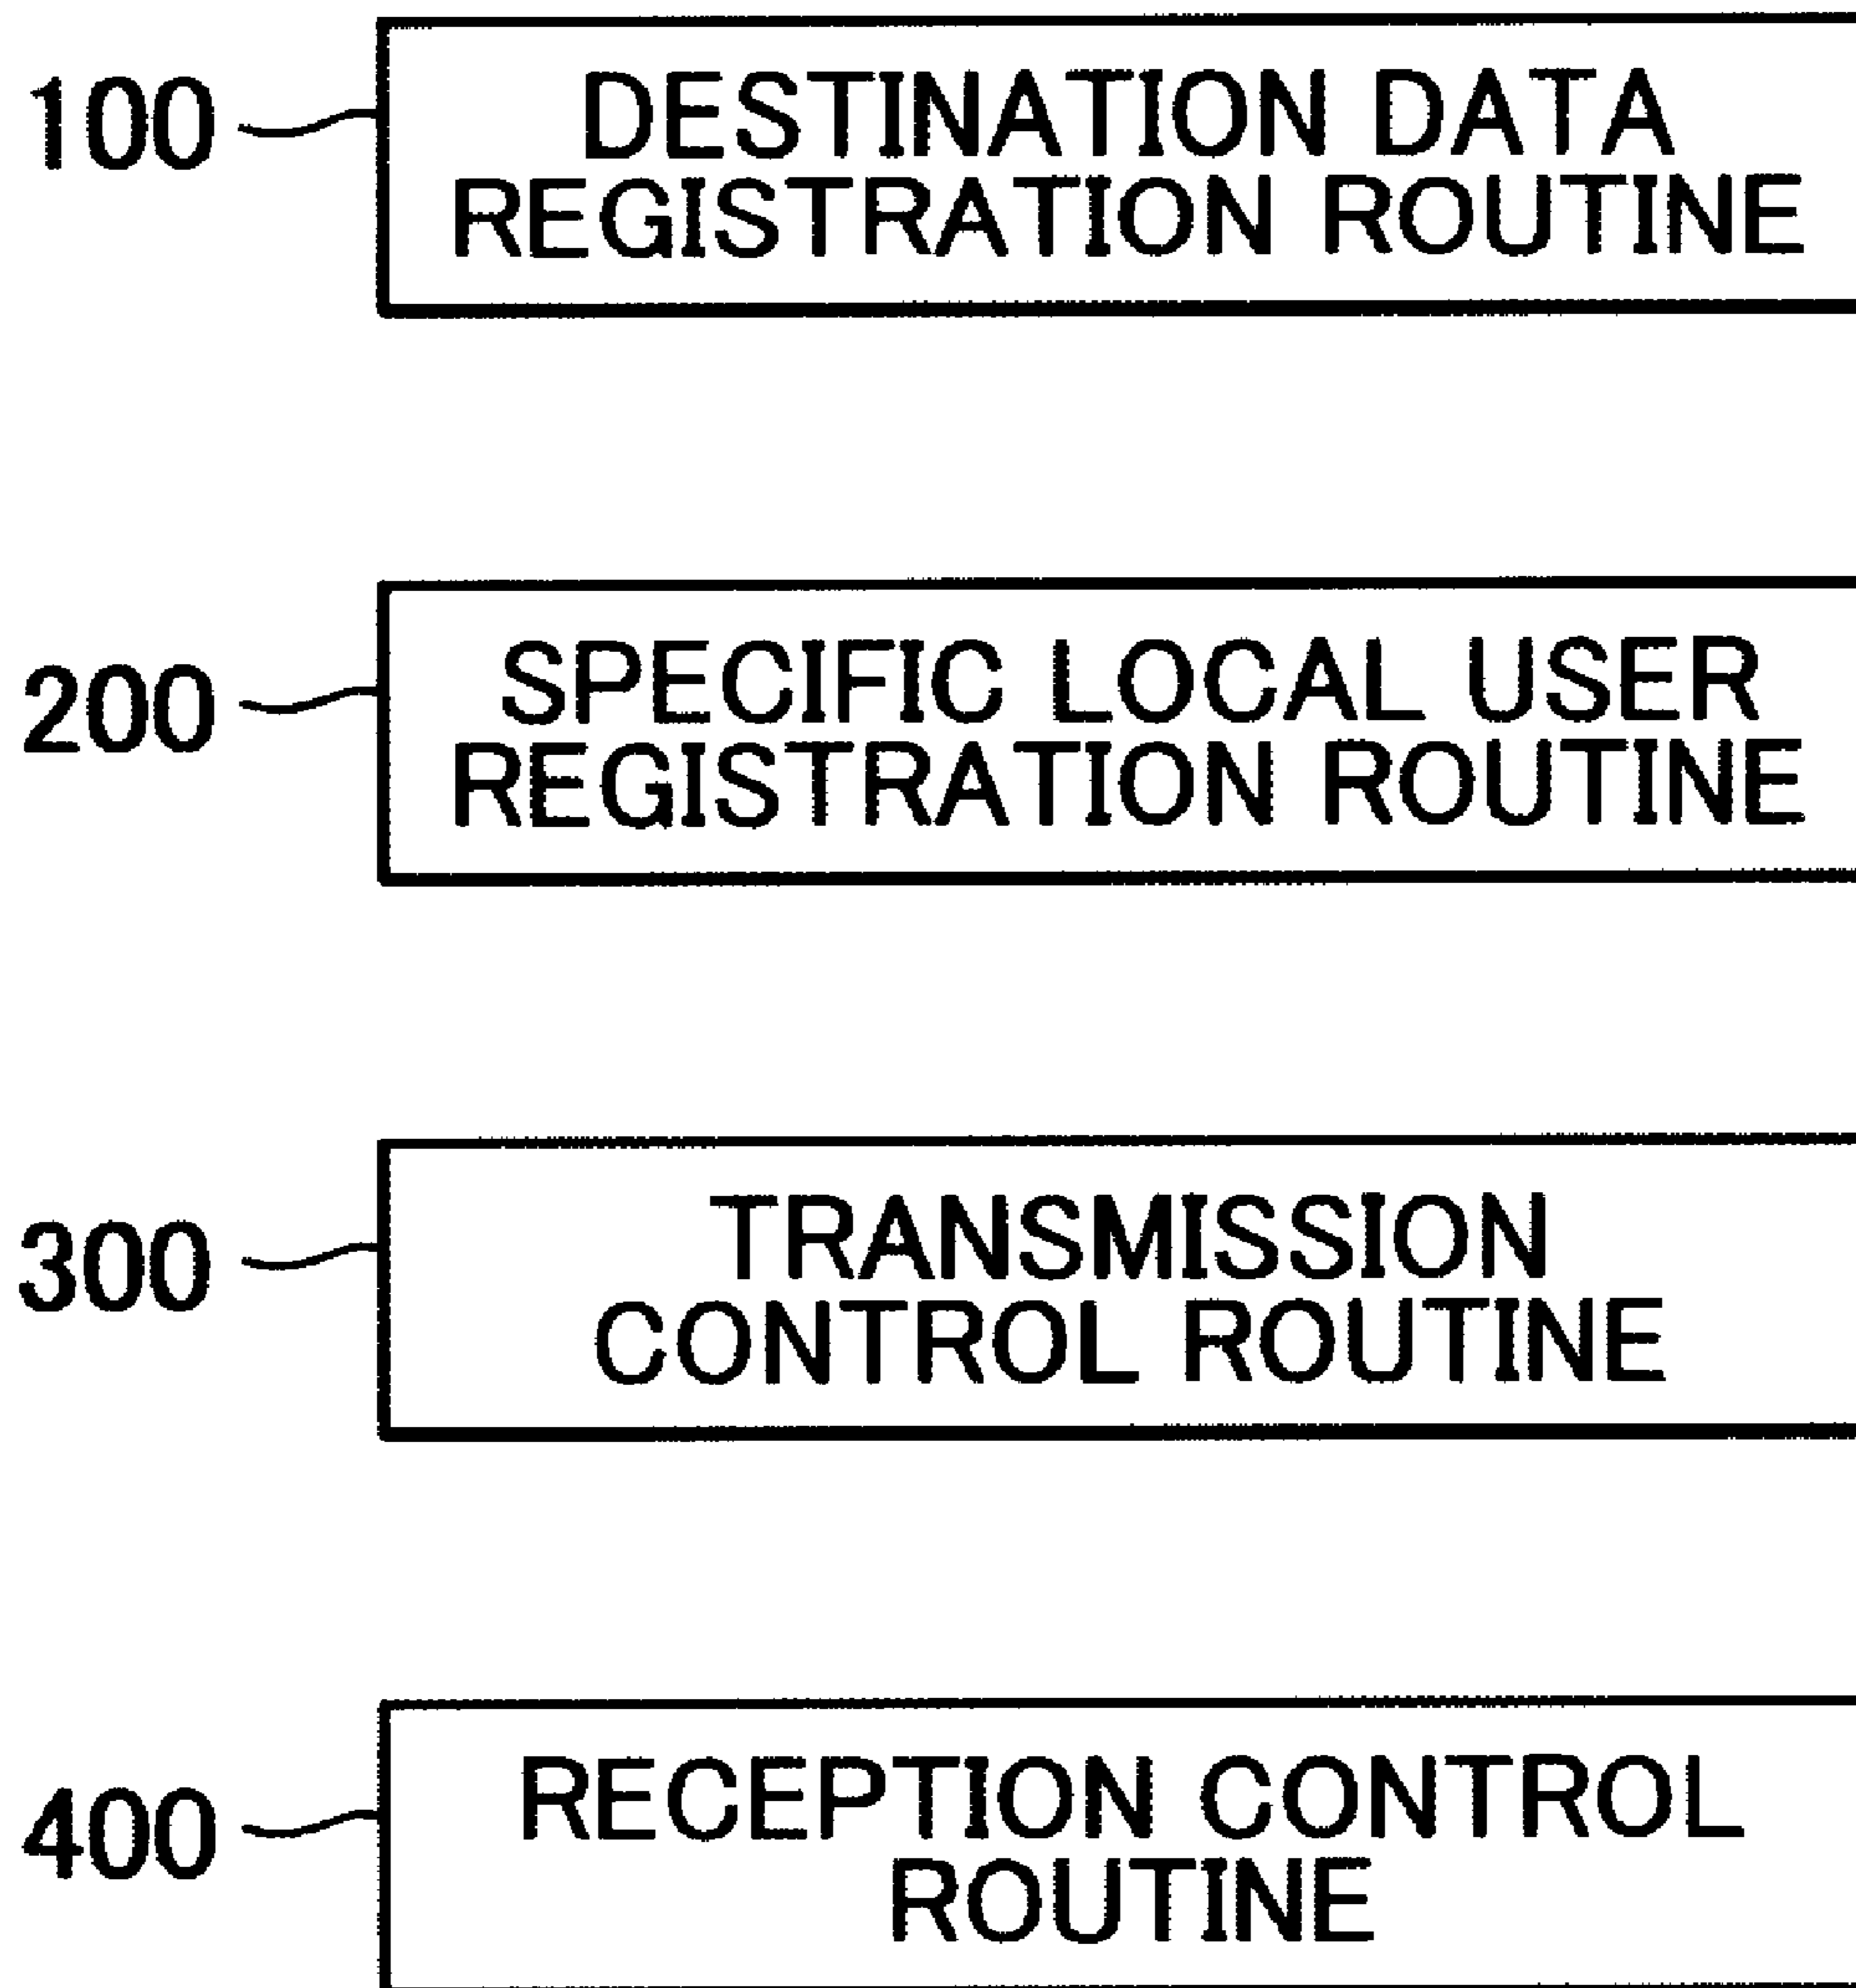 100
DESTINATION DATA
REGISTRATION ROUTINE
200
SPECIFIC LOCAL USER
REGISTRATION ROUTINE
300
TRANSMISSION
CONTROL ROUTINE
400
RECEPTION CONTROL
ROUTINE